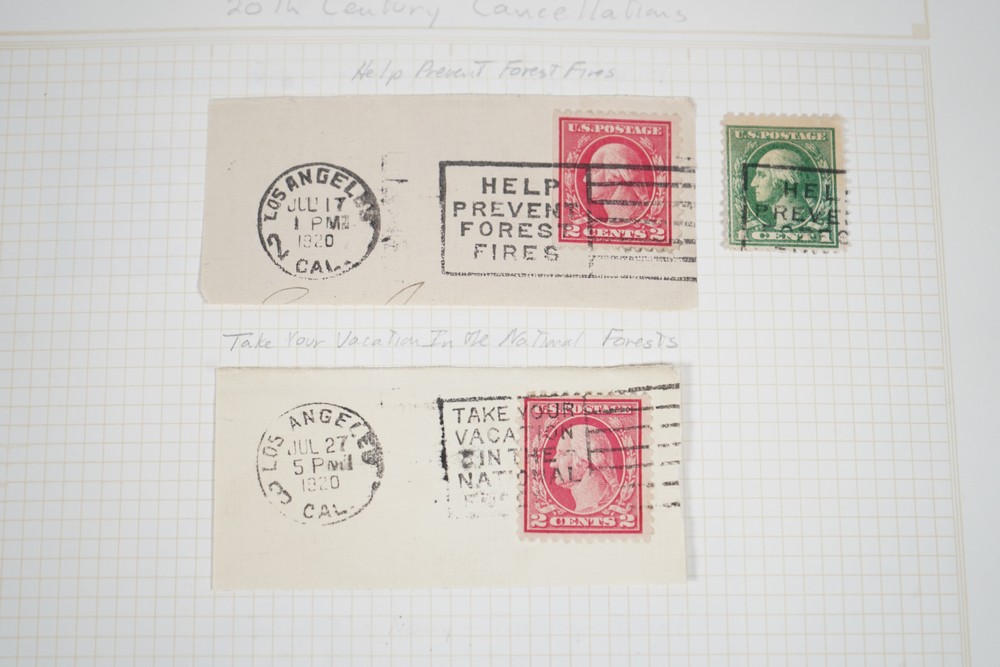 20th Century Cancellations
Help Prevent Forest Fires
LOS ANGELES
JUL 17
1 PM
1920
CAL.
2
HELP
PREVENT
FOREST
FIRES
U.S. POSTAGE
2 CENTS 2
U.S. POSTAGE
HEL
PREVE
1 CENT 1
Take Your Vacation In the National Forests
LOS ANGELES
JUL 27
5 PM
1920
CAL.
3
TAKE YOUR
VACATION
IN THE
NATIONAL
U.S. POSTAGE
2 CENTS 2